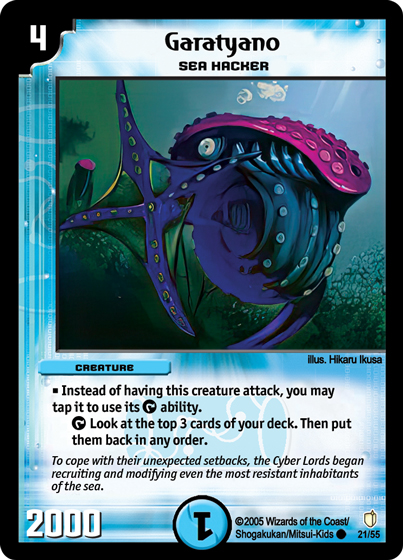 4
Garatyano
SEA HACKER
illus. Hikaru Ikusa
CREATURE
▪ Instead of having this creature attack, you may
tap it to use its ability.
Look at the top 3 cards of your deck. Then put
them back in any order.
To cope with their unexpected setbacks, the Cyber Lords began
recruiting and modifying even the most resistant inhabitants
of the sea.
2000
1
©2005 Wizards of the Coast/
Shogakukan/Mitsui-Kids ● 21/55